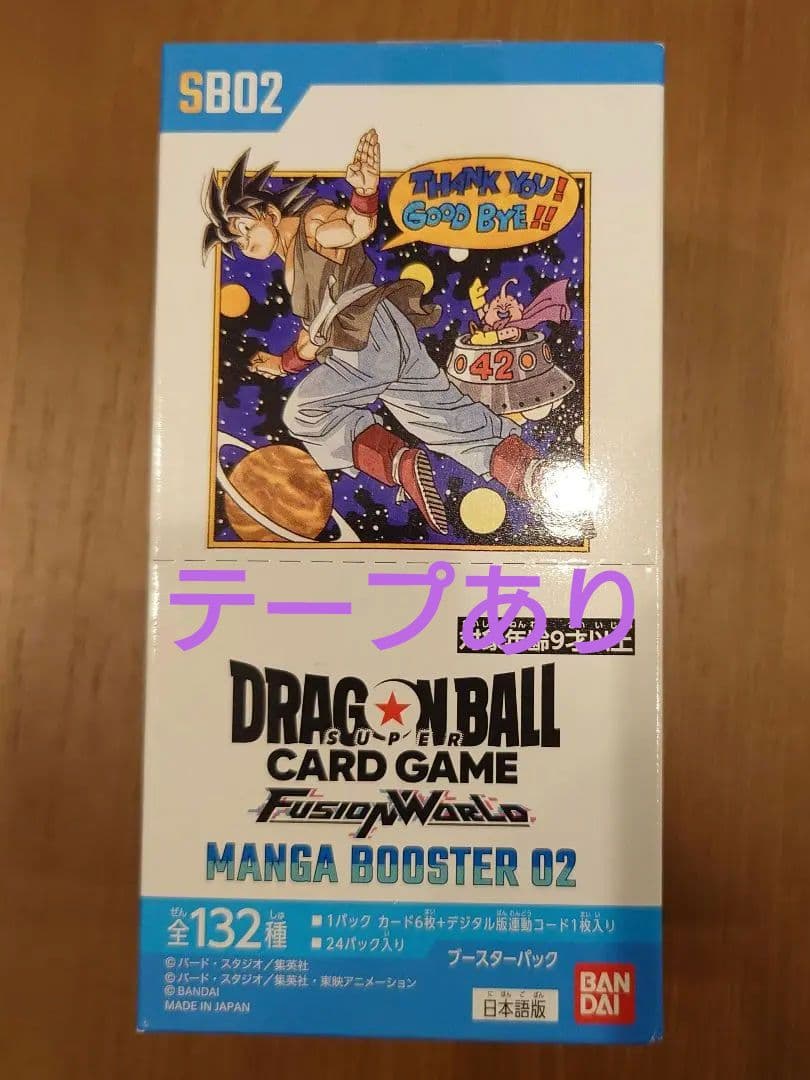 SB02
THANK YOU!
GOOD BYE!!
42
テープあり
対象年齢9才以上
DRAGON BALL
SUPER
CARD GAME
FUSION WORLD
MANGA BOOSTER 02
全132種
■1パック カード6枚+デジタル版連動コード1枚入り
■24パック入り
ブースターパック
©バード・スタジオ/集英社
©バード・スタジオ/集英社・東映アニメーション
©BANDAI
MADE IN JAPAN
日本語版
BAN
DAI